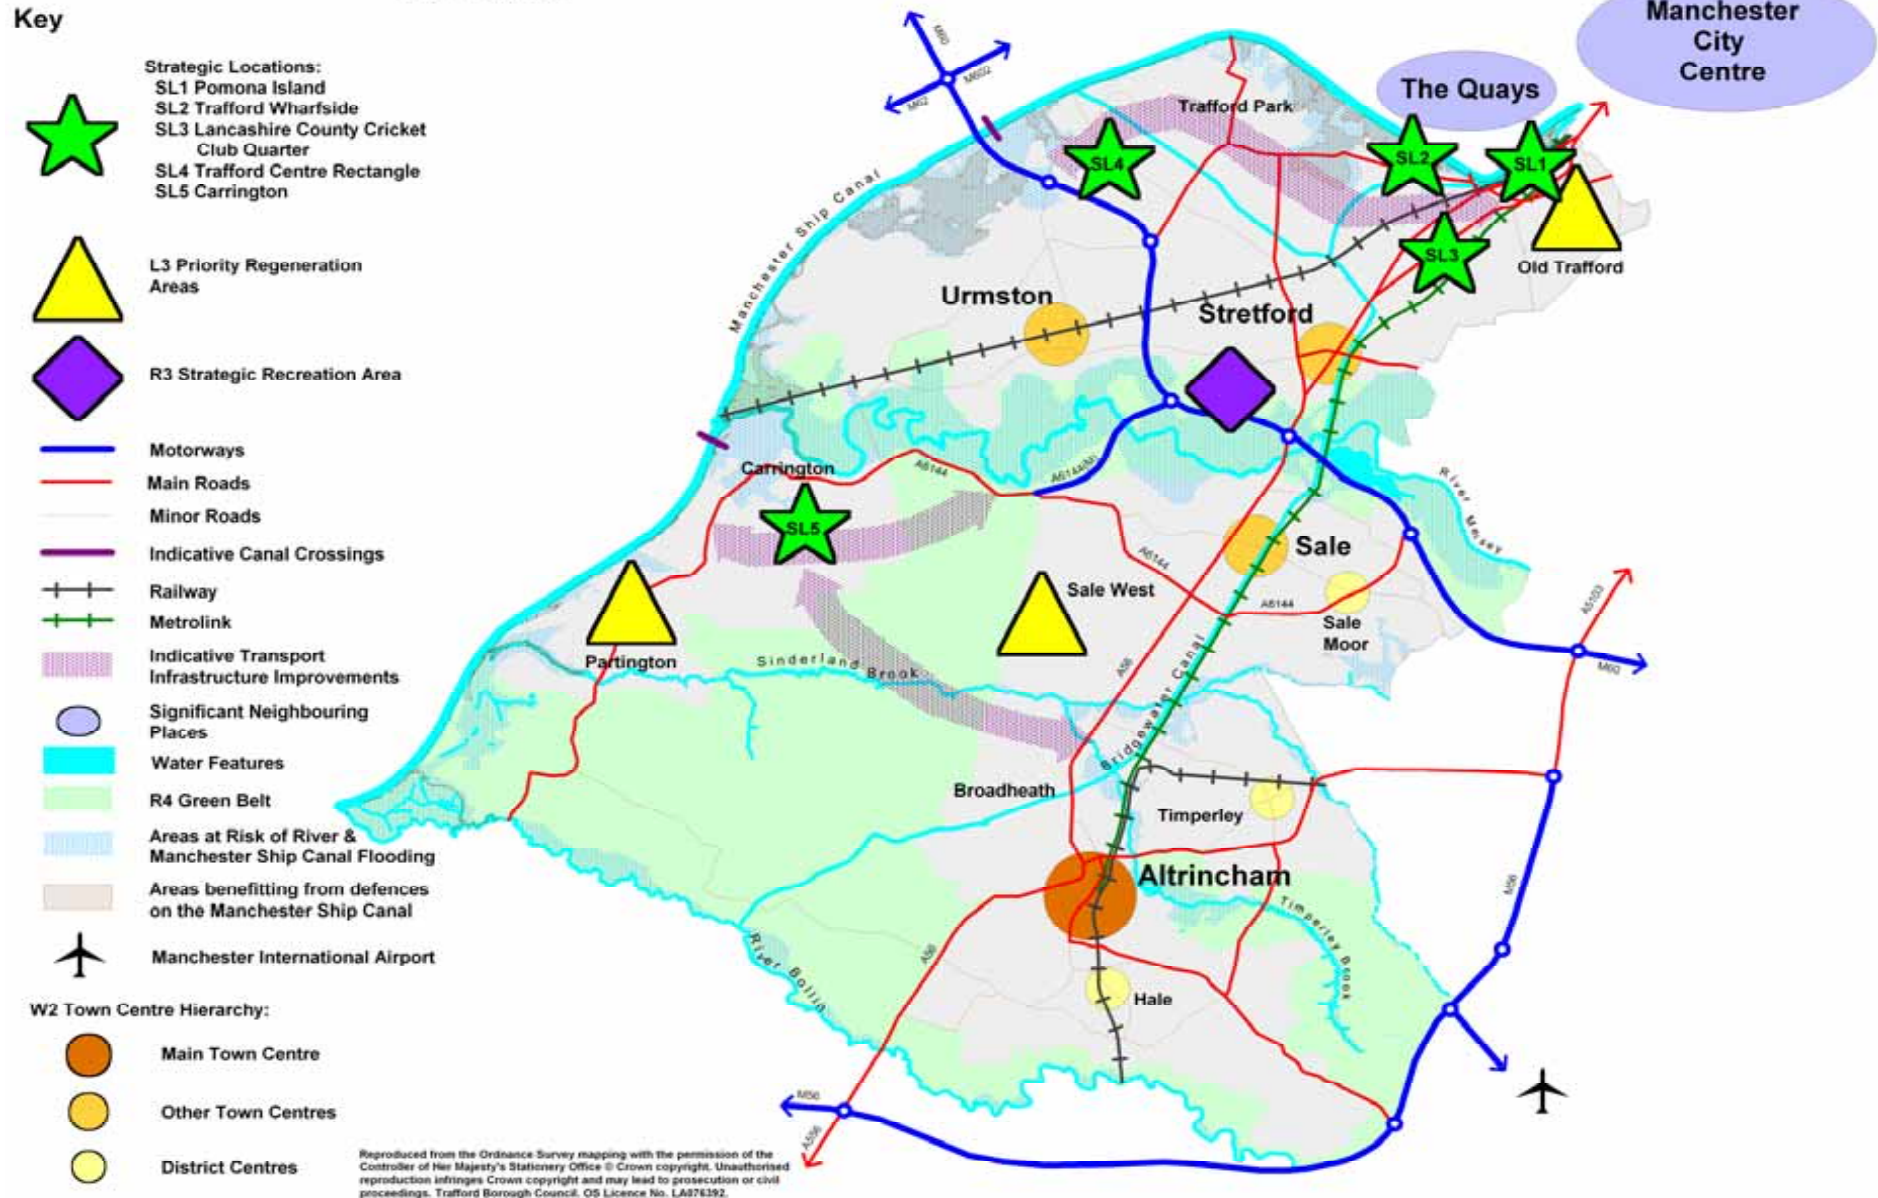 Key
Strategic Locations:
SL1 Pomona Island
SL2 Trafford Wharfside
SL3 Lancashire County Cricket
Club Quarter
SL4 Trafford Centre Rectangle
SL5 Carrington
L3 Priority Regeneration
Areas
R3 Strategic Recreation Area
Motorways
Main Roads
Minor Roads
Indicative Canal Crossings
Railway
Metrolink
Indicative Transport
Infrastructure Improvements
Significant Neighbouring
Places
Water Features
R4 Green Belt
Areas at Risk of River &
Manchester Ship Canal Flooding
Areas benefitting from defences
on the Manchester Ship Canal
Manchester International Airport
W2 Town Centre Hierarchy:
Main Town Centre
Other Town Centres
District Centres
Manchester
City
Centre
The Quays
M60
M602
M62
Trafford Park
SL4
SL2
SL1
SL3
Old Trafford
Manchester Ship Canal
Urmston
Stretford
Carrington
A6144
A6144(M)
River Mersey
SL5
Sale
A6144
Sale West
A6144
Sale
Moor
A5103
M60
Partington
Sinderland Brook
A56
Bridgewater Canal
Broadheath
Timperley
Altrincham
M56
Timperley Brook
A56
River Bollin
Hale
M56
A556
Reproduced from the Ordnance Survey mapping with the permission of the
Controller of Her Majesty's Stationery Office © Crown copyright. Unauthorised
reproduction infringes Crown copyright and may lead to prosecution or civil
proceedings. Trafford Borough Council. OS Licence No. LA076392.